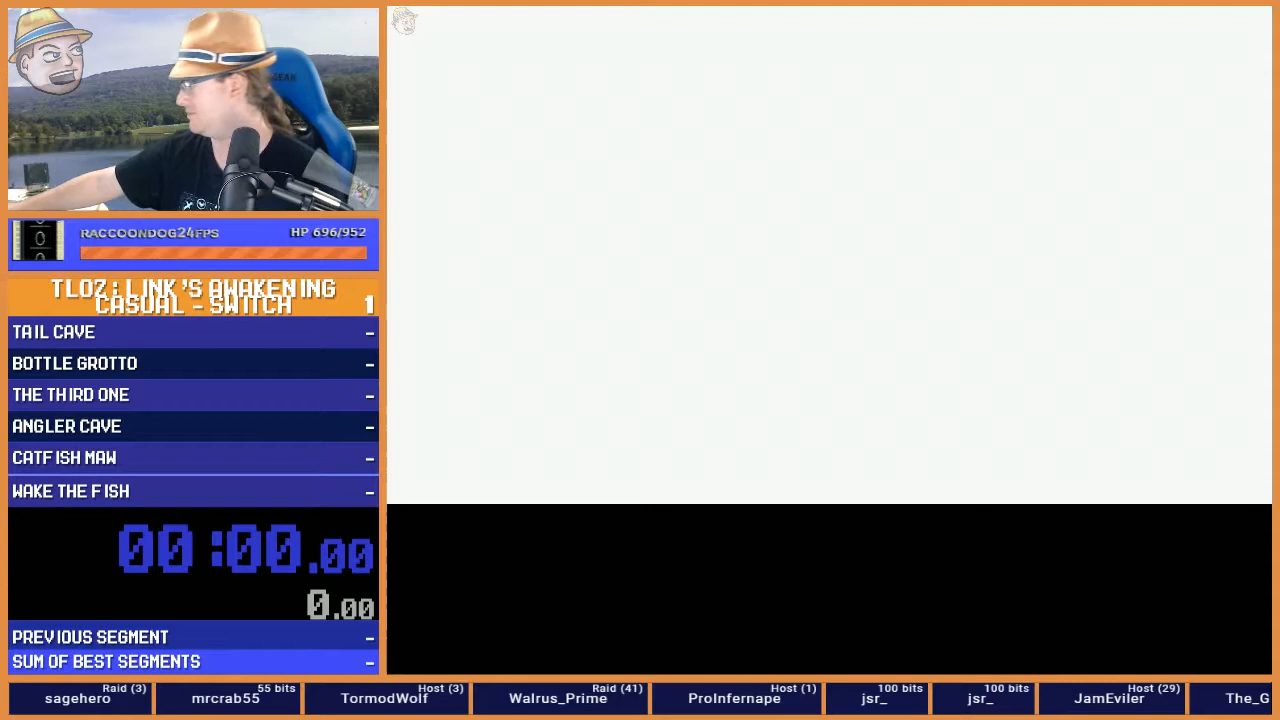 GEAR
RACCOONDOG24FPS HP 696/952
TLOZ: LINK'S AWAKENING
CASUAL - SWITCH 1
TAIL CAVE -
BOTTLE GROTTO -
THE THIRD ONE -
ANGLER CAVE -
CATFISH MAW -
WAKE THE FISH -
00:00.00
0.00
PREVIOUS SEGMENT -
SUM OF BEST SEGMENTS -
Raid (3)
sagehero
55 bits
mrcrab55
Host (3)
TormodWolf
Raid (41)
Walrus_Prime
Host (1)
ProInfernape
100 bits
jsr_
100 bits
jsr_
Host (29)
JamEviler
The_G